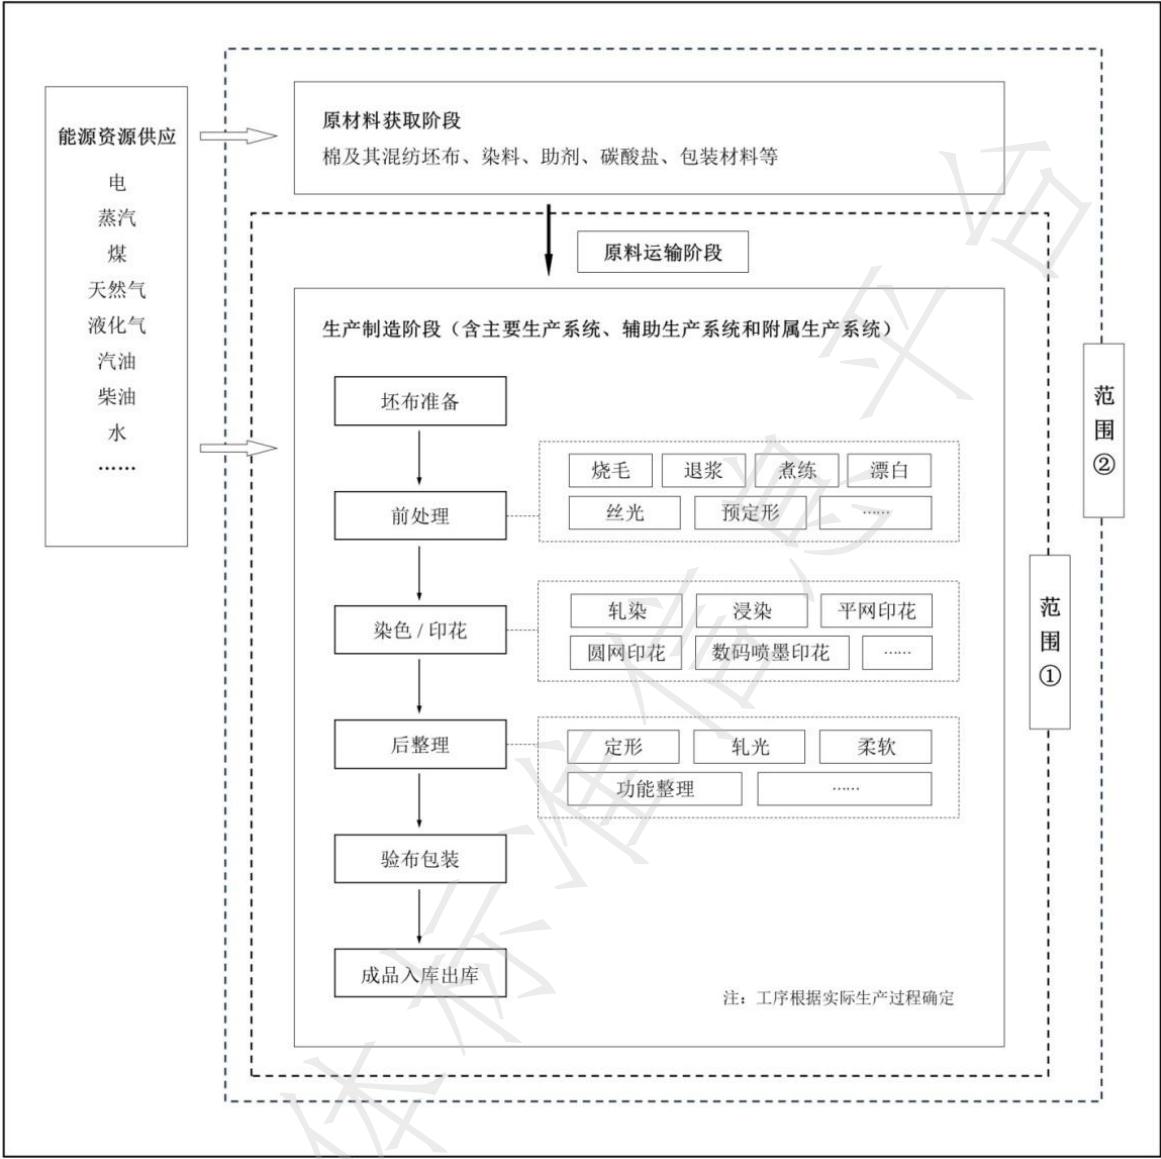 能源资源供应
电
蒸汽
煤
天然气
液化气
汽油
柴油
水
……
原材料获取阶段
棉及其混纺坯布、染料、助剂、碳酸盐、包装材料等
原料运输阶段
生产制造阶段（含主要生产系统、辅助生产系统和附属生产系统）
坯布准备
前处理
烧毛 退浆 煮练 漂白
丝光 预定形 ……
染色/印花
轧染 浸染 平网印花
圆网印花 数码喷墨印花 ……
后整理
定形 轧光 柔软
功能整理 ……
验布包装
成品入库出库
注：工序根据实际生产过程确定
范围①
范围②
体标准信息平台